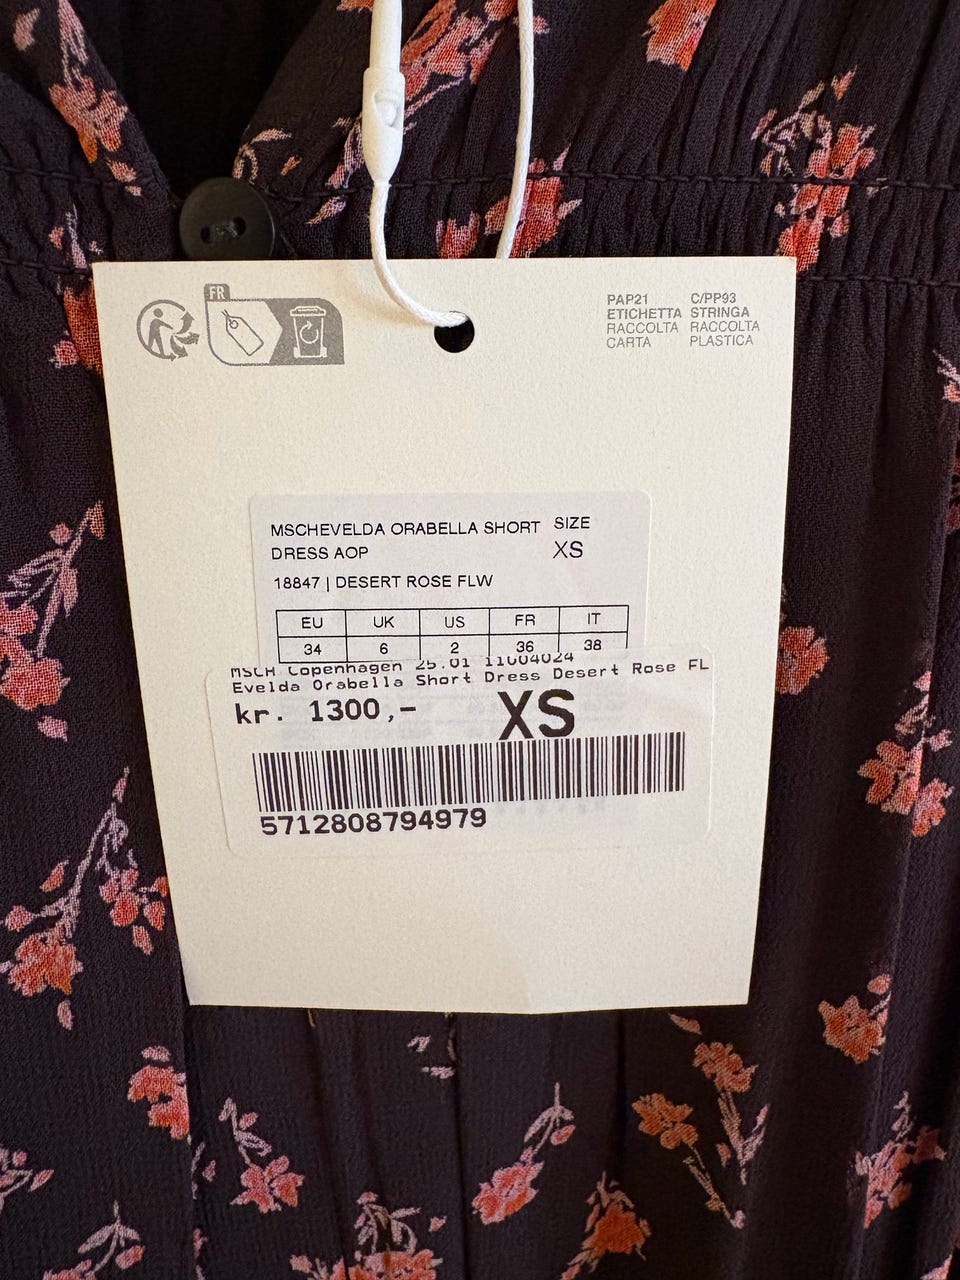 FR
PAP21 C/PP93
ETICHETTA STRINGA
RACCOLTA RACCOLTA
CARTA PLASTICA
MSCHEVELDA ORABELLA SHORT SIZE
DRESS AOP XS
18847 | DESERT ROSE FLW
EU UK US FR IT
34 6 2 36 38
MSCH Copenhagen 25.01 11004024
Evelda Orabella Short Dress Desert Rose FL
kr. 1300,- XS
5712808794979